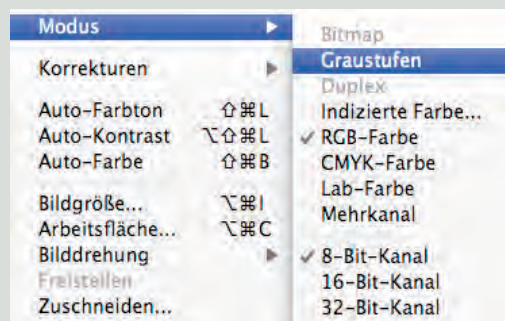 Modus
Korrekturen
Auto-Farbton ⇧⌘L
Auto-Kontrast ⌥⇧⌘L
Auto-Farbe ⇧⌘B
Bildgröße... ⌥⌘I
Arbeitsfläche... ⌥⌘C
Bilddrehung
Freistellen
Zuschneiden...
Bitmap
Graustufen
Duplex
Indizierte Farbe...
✓ RGB-Farbe
CMYK-Farbe
Lab-Farbe
Mehrkanal
✓ 8-Bit-Kanal
16-Bit-Kanal
32-Bit-Kanal